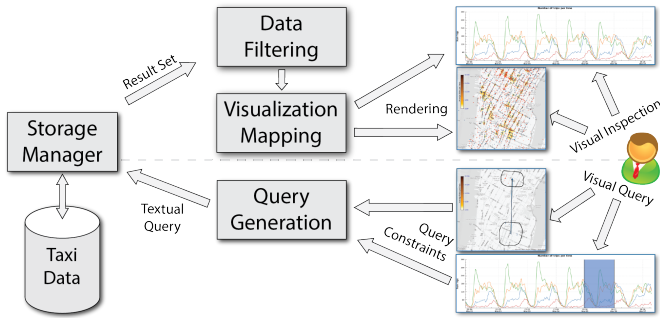 Data
Filtering
Result Set
Visualization
Mapping
Rendering
Visual Inspection
Storage
Manager
Visual Query
Textual
Query
Query
Generation
Query
Constraints
Taxi
Data